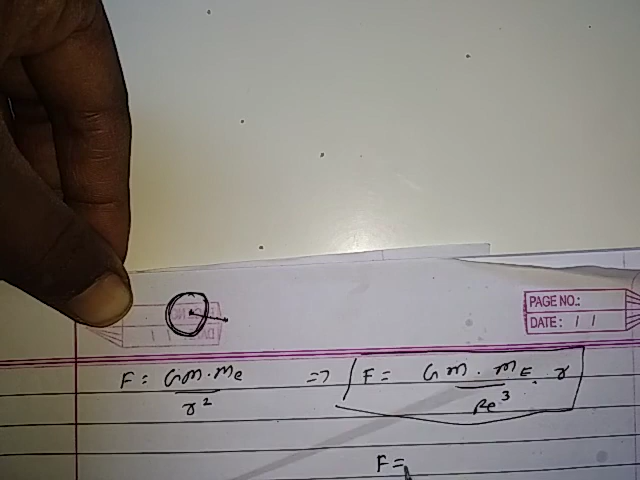 PAGE NO.:
DATE: / /
F = Gm.Me/r² => F = Gm.mE/Re³ . r
F =